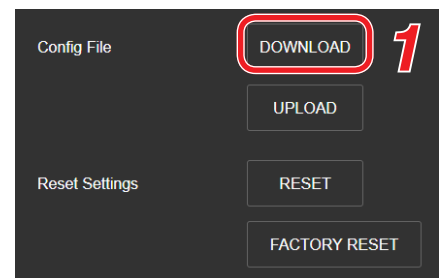 Config File DOWNLOAD 1
UPLOAD
Reset Settings RESET
FACTORY RESET